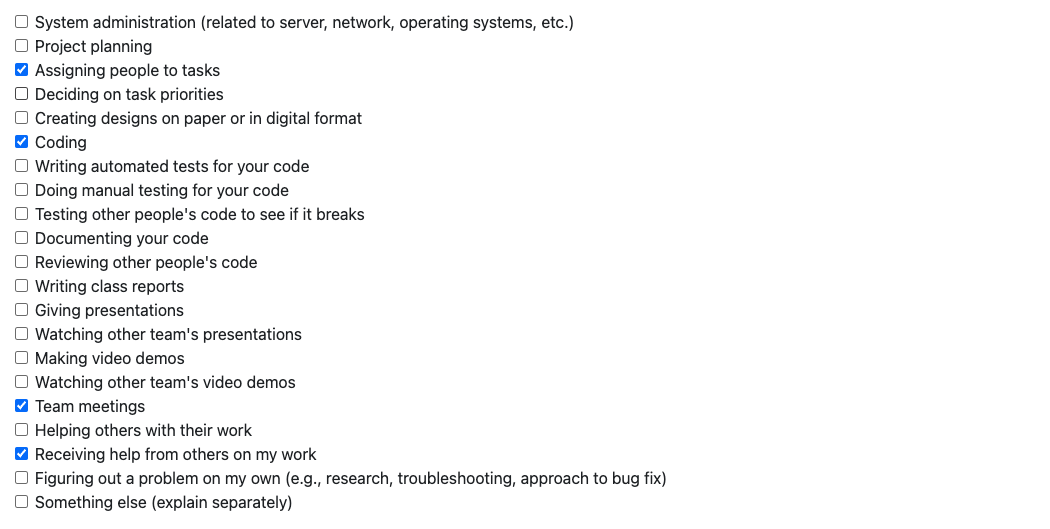 System administration (related to server, network, operating systems, etc.)
Project planning
Assigning people to tasks
Deciding on task priorities
Creating designs on paper or in digital format
Coding
Writing automated tests for your code
Doing manual testing for your code
Testing other people's code to see if it breaks
Documenting your code
Reviewing other people's code
Writing class reports
Giving presentations
Watching other team's presentations
Making video demos
Watching other team's video demos
Team meetings
Helping others with their work
Receiving help from others on my work
Figuring out a problem on my own (e.g., research, troubleshooting, approach to bug fix)
Something else (explain separately)